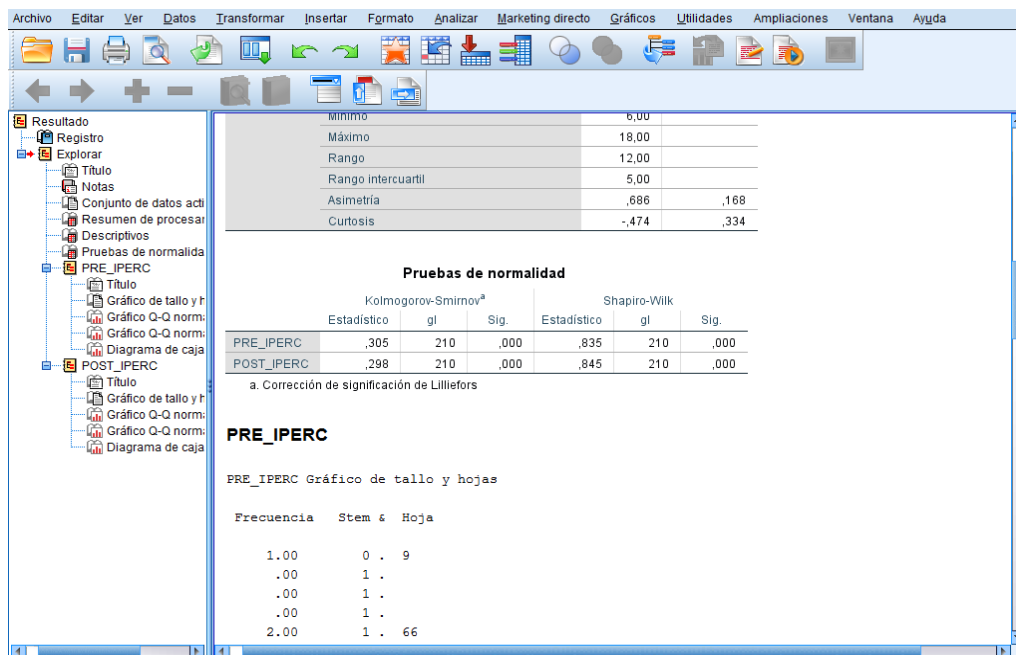 Archivo Editar Ver Datos Transformar Insertar Formato Analizar Marketing directo Gráficos Utilidades Ampliaciones Ventana Ayuda
Resultado
Registro
Explorar
Título
Notas
Conjunto de datos acti
Resumen de procesar
Descriptivos
Pruebas de normalida
PRE_IPERC
Título
Gráfico de tallo y h
Gráfico Q-Q norm
Gráfico Q-Q norm
Diagrama de caja
POST_IPERC
Título
Gráfico de tallo y h
Gráfico Q-Q norm
Gráfico Q-Q norm
Diagrama de caja
Mínimo 6,00
Máximo 18,00
Rango 12,00
Rango intercuartil 5,00
Asimetría ,686 ,168
Curtosis -,474 ,334
Pruebas de normalidad
Kolmogorov-Smirnovᵃ Shapiro-Wilk
Estadístico gl Sig. Estadístico gl Sig.
PRE_IPERC ,305 210 ,000 ,835 210 ,000
POST_IPERC ,298 210 ,000 ,845 210 ,000
a. Corrección de significación de Lilliefors
PRE_IPERC
PRE_IPERC Gráfico de tallo y hojas
Frecuencia Stem & Hoja
1.00 0 . 9
.00 1 .
.00 1 .
.00 1 .
2.00 1 . 66